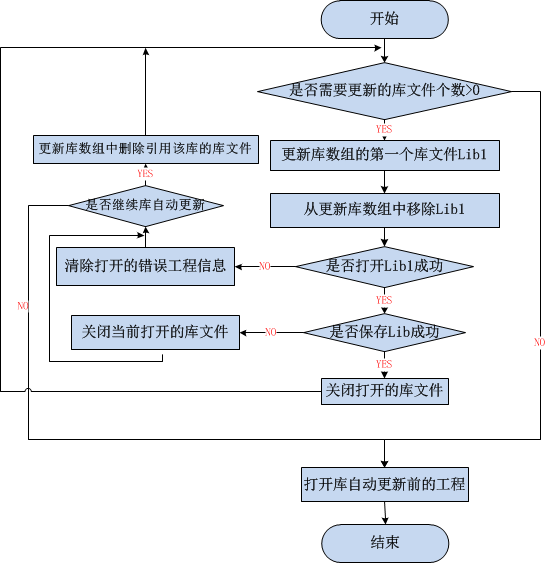 开始
是否需要更新的库文件个数>0
YES
更新库数组中删除引用该库的库文件
更新库数组的第一个库文件Lib1
YES
是否继续库自动更新
从更新库数组中移除Lib1
清除打开的错误工程信息
NO
是否打开Lib1成功
NO
YES
关闭当前打开的库文件
NO
是否保存Lib成功
NO
YES
关闭打开的库文件
打开库自动更新前的工程
结束